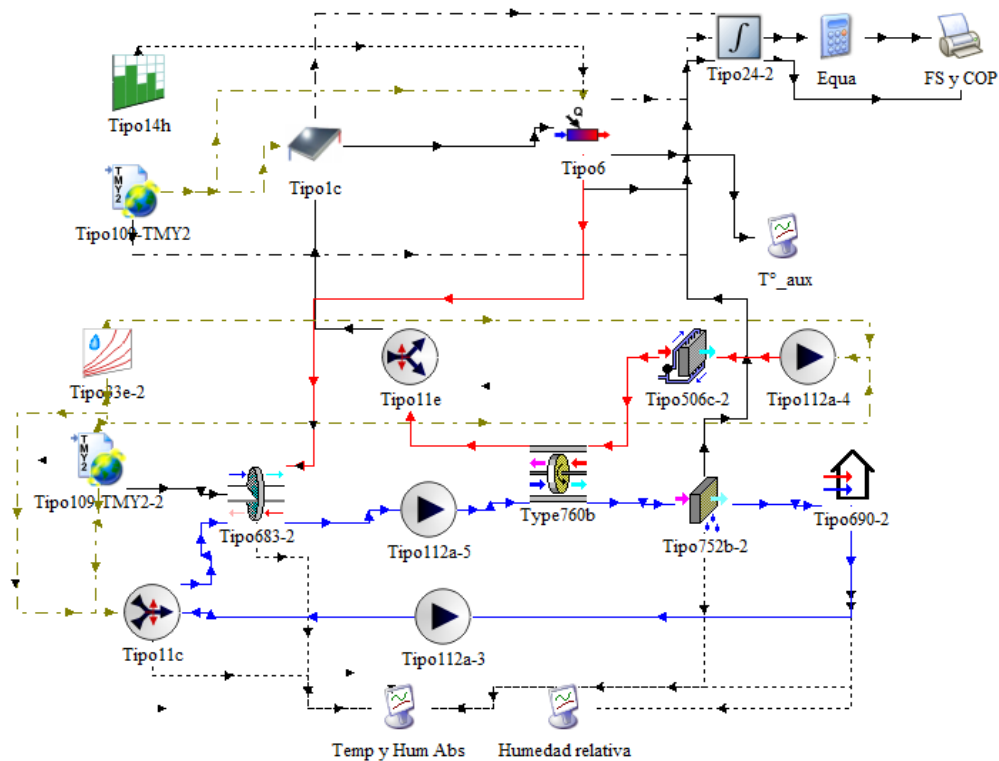 Tipo24-2
Equa
FS y COP
Tipo14h
Q
Tipo6
Tipo1c
TMY2
Tipo109-TMY2
T°_aux
Tipo33e-2
Tipo11e
Tipo506c-2
Tipo112a-4
TMY2
Tipo109-TMY2-2
Tipo683-2
Tipo112a-5
Type760b
Tipo752b-2
Tipo690-2
Tipo11c
Tipo112a-3
Temp y Hum Abs
Humedad relativa